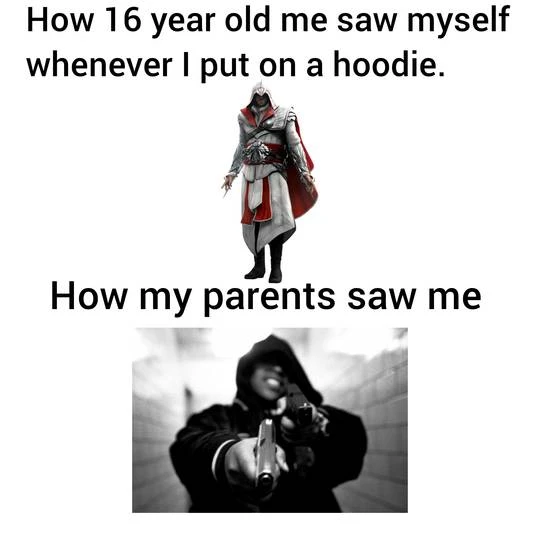 How 16 year old me saw myself
whenever I put on a hoodie.
How my parents saw me